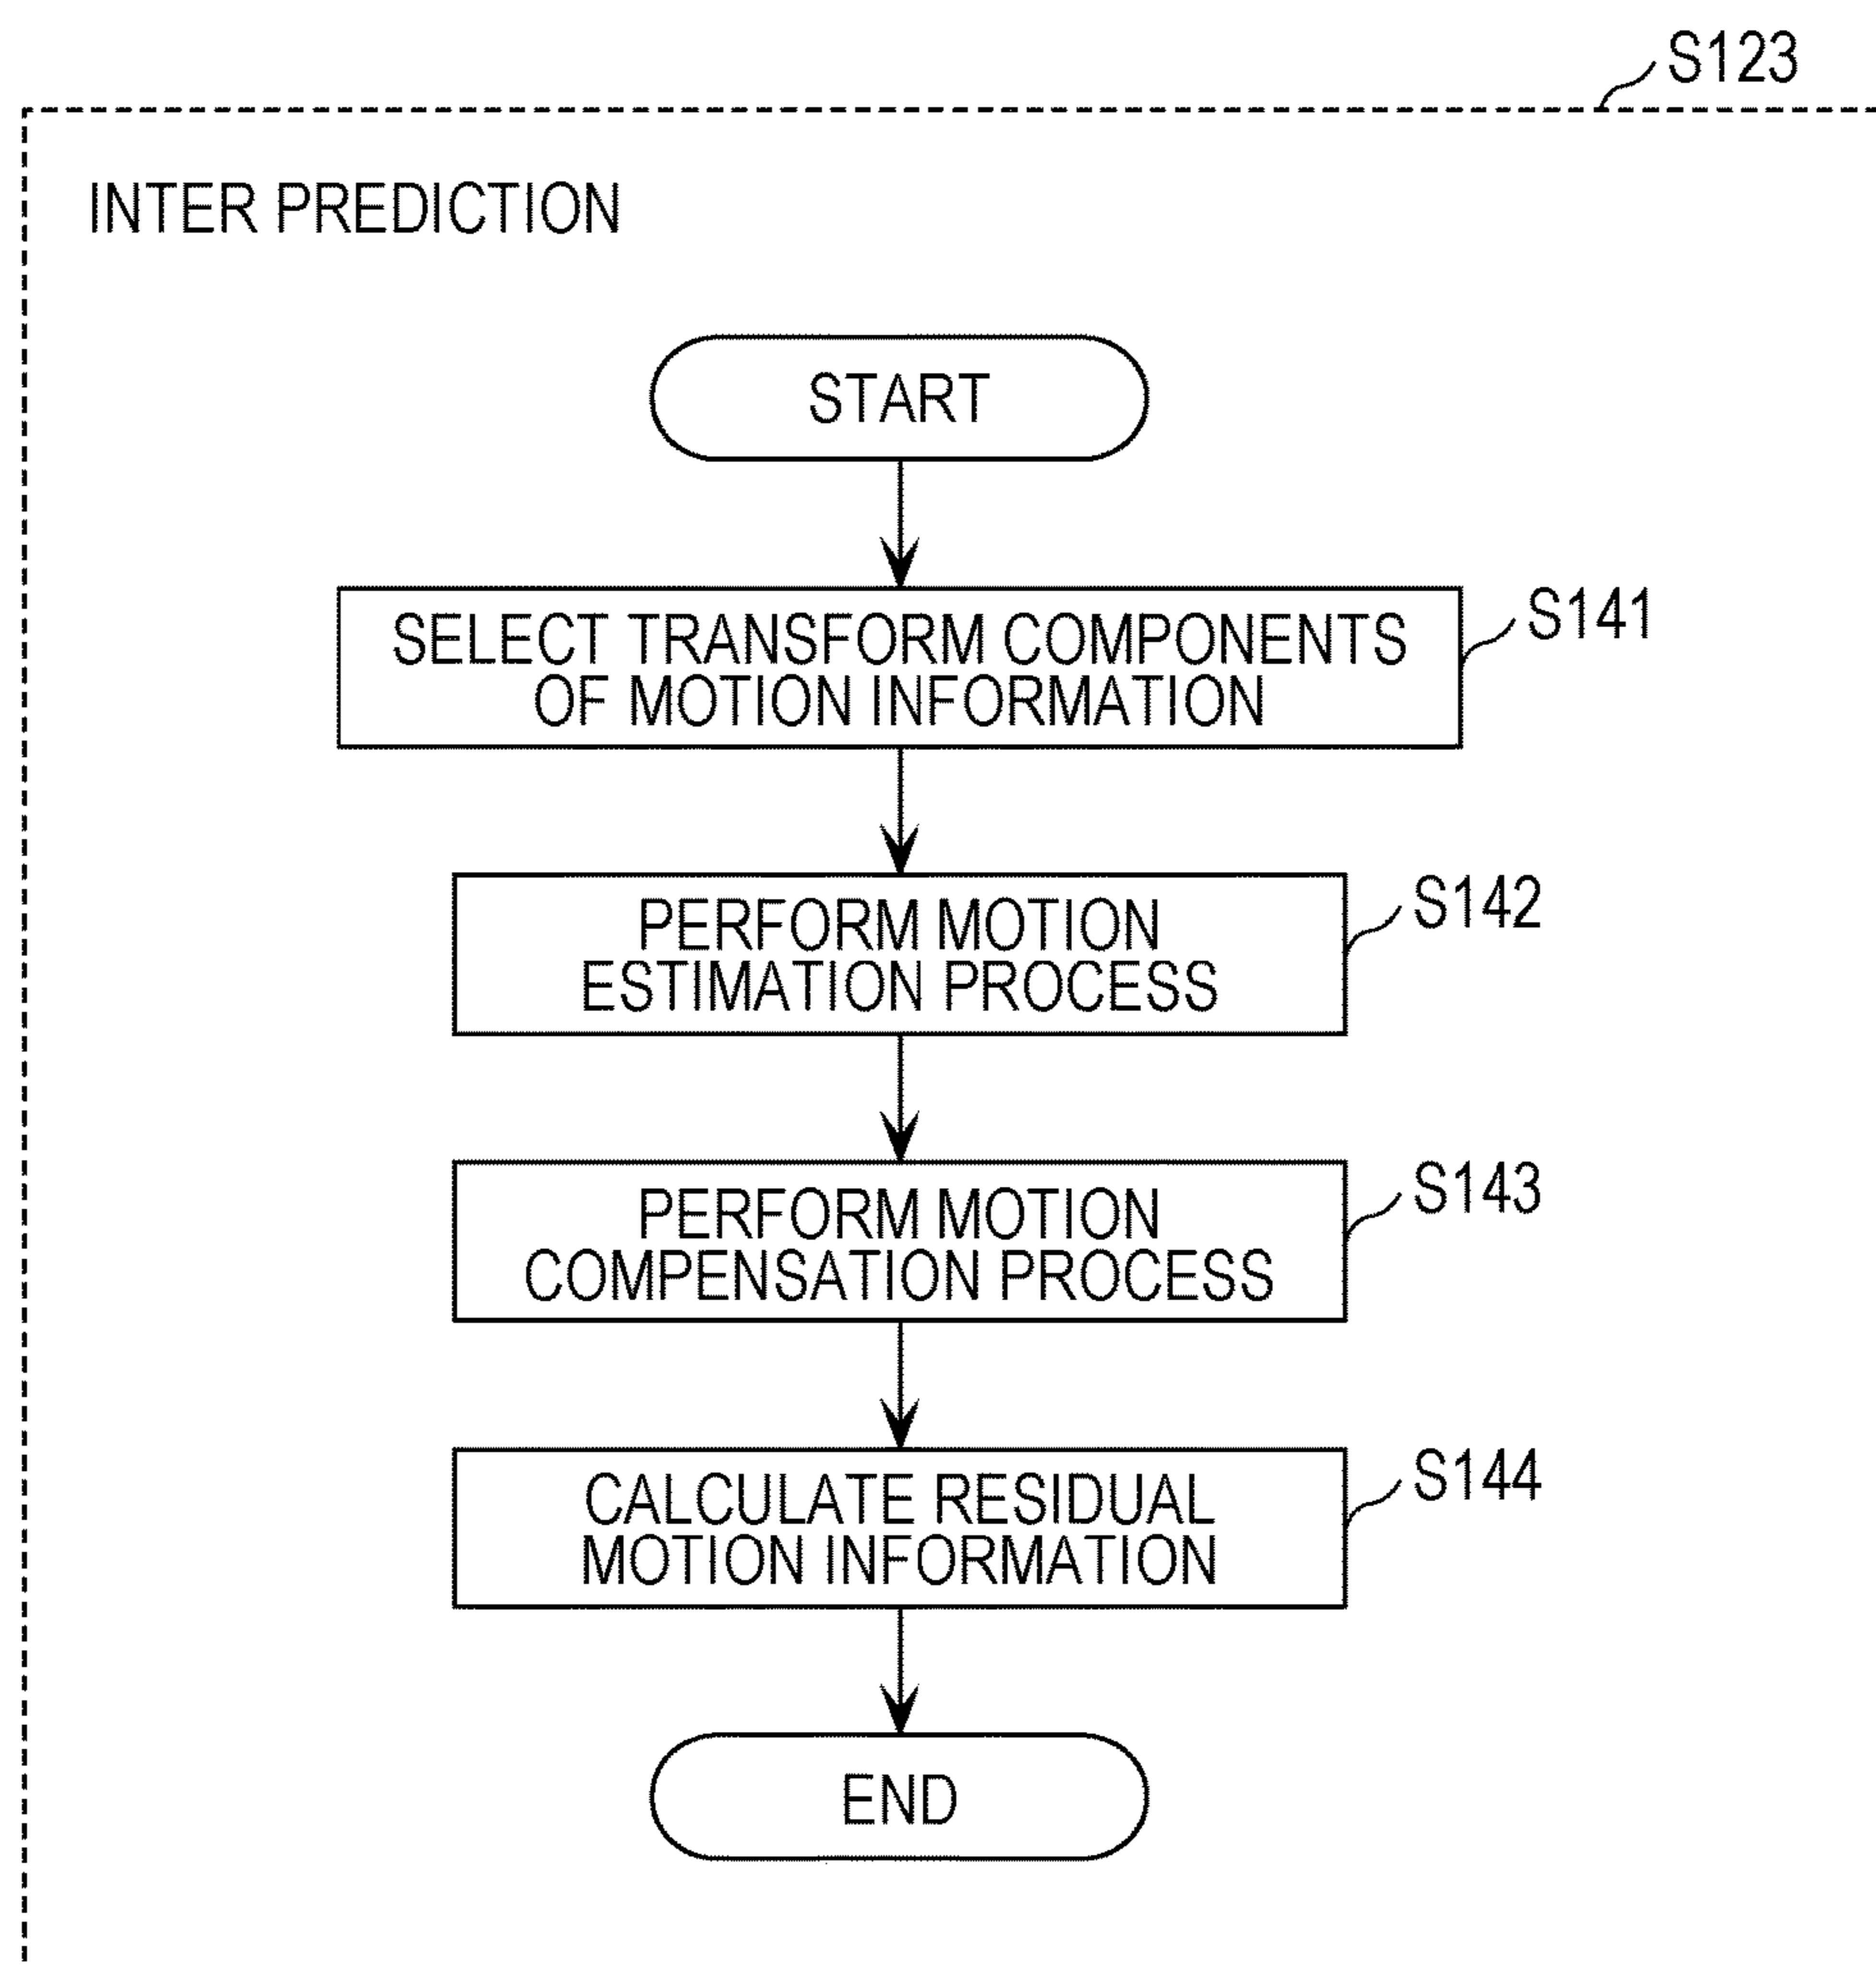 S123
INTER PREDICTION
START
SELECT TRANSFORM COMPONENTS
OF MOTION INFORMATION
S141
PERFORM MOTION
ESTIMATION PROCESS
S142
PERFORM MOTION
COMPENSATION PROCESS
S143
CALCULATE RESIDUAL
MOTION INFORMATION
S144
END